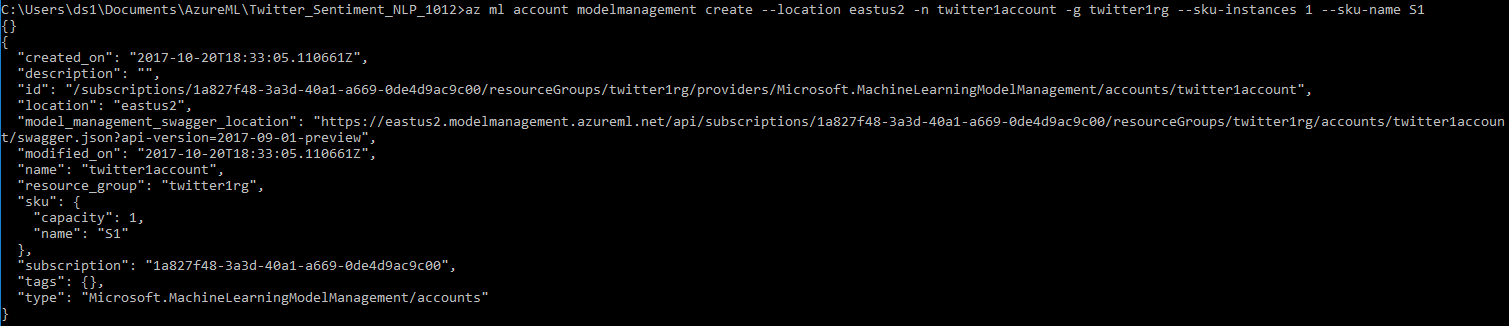 C:\Users\ds1\Documents\AzureML\Twitter_Sentiment_NLP_1012>az ml account modelmanagement create --location eastus2 -n twitter1account -g twitter1rg --sku-instances 1 --sku-name S1
{}
{
  "created_on": "2017-10-20T18:33:05.110661Z",
  "description": "",
  "id": "/subscriptions/1a827f48-3a3d-40a1-a669-0de4d9ac9c00/resourceGroups/twitter1rg/providers/Microsoft.MachineLearningModelManagement/accounts/twitter1account",
  "location": "eastus2",
  "model_management_swagger_location": "https://eastus2.modelmanagement.azureml.net/api/subscriptions/1a827f48-3a3d-40a1-a669-0de4d9ac9c00/resourceGroups/twitter1rg/accounts/twitter1accoun
t/swagger.json?api-version=2017-09-01-preview",
  "modified_on": "2017-10-20T18:33:05.110661Z",
  "name": "twitter1account",
  "resource_group": "twitter1rg",
  "sku": {
    "capacity": 1,
    "name": "S1"
  },
  "subscription": "1a827f48-3a3d-40a1-a669-0de4d9ac9c00",
  "tags": {},
  "type": "Microsoft.MachineLearningModelManagement/accounts"
}